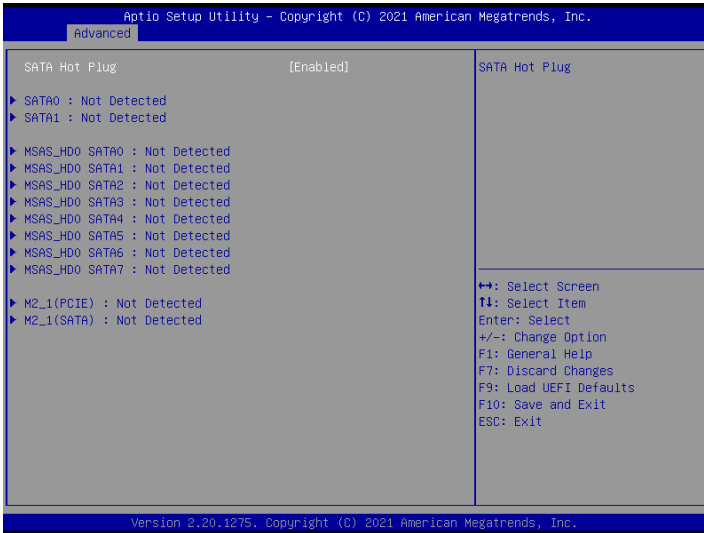 Aptio Setup Utility – Copyright (C) 2021 American Megatrends, Inc.
Advanced
SATA Hot Plug [Enabled]
SATA0 : Not Detected
SATA1 : Not Detected
MSAS_HD0 SATA0 : Not Detected
MSAS_HD0 SATA1 : Not Detected
MSAS_HD0 SATA2 : Not Detected
MSAS_HD0 SATA3 : Not Detected
MSAS_HD0 SATA4 : Not Detected
MSAS_HD0 SATA5 : Not Detected
MSAS_HD0 SATA6 : Not Detected
MSAS_HD0 SATA7 : Not Detected
M2_1(PCIE) : Not Detected
M2_1(SATA) : Not Detected
SATA Hot Plug
↔: Select Screen
↑↓: Select Item
Enter: Select
+/-: Change Option
F1: General Help
F7: Discard Changes
F9: Load UEFI Defaults
F10: Save and Exit
ESC: Exit
Version 2.20.1275. Copyright (C) 2021 American Megatrends, Inc.